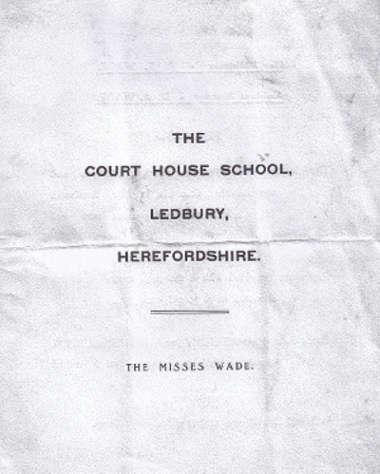 THE
COURT HOUSE SCHOOL,
LEDBURY,
HEREFORDSHIRE.
THE MISSES WADE.